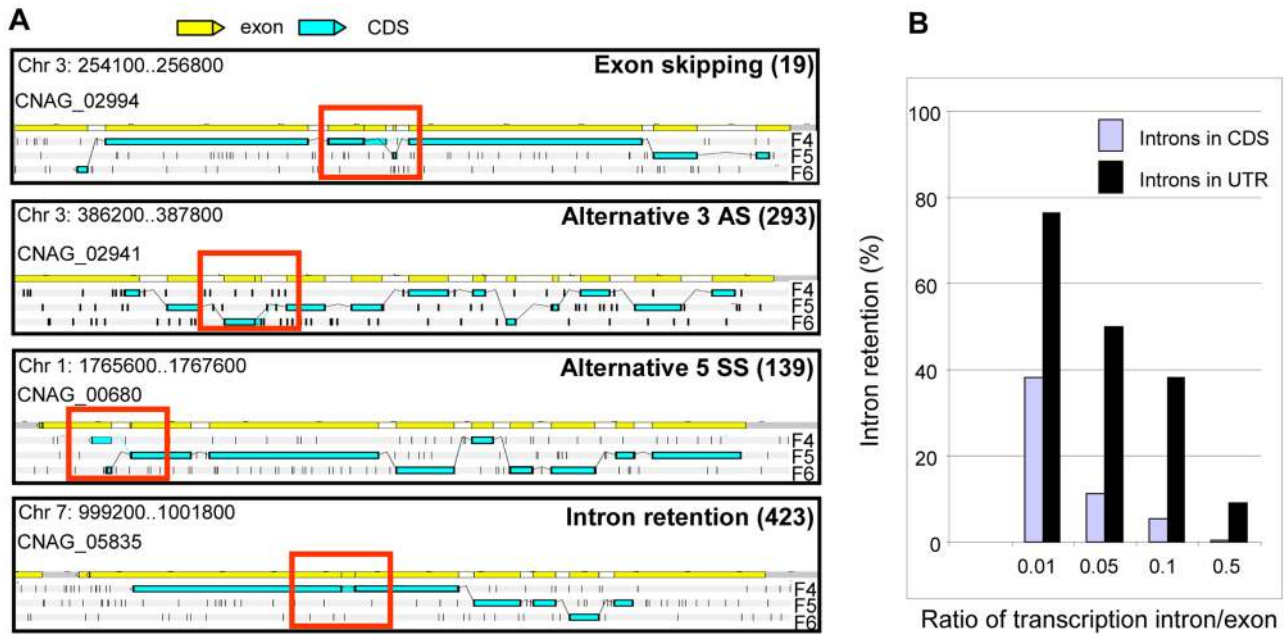 A
exon CDS
Chr 3: 254100..256800 Exon skipping (19)
CNAG_02994
F4
F5
F6
Chr 3: 386200..387800 Alternative 3 AS (293)
CNAG_02941
F4
F5
F6
Chr 1: 1765600..1767600 Alternative 5 SS (139)
CNAG_00680
F4
F5
F6
Chr 7: 999200..1001800 Intron retention (423)
CNAG_05835
F4
F5
F6
B
100
80
60
40
20
0
Intron retention (%)
Introns in CDS
Introns in UTR
0.01 0.05 0.1 0.5
Ratio of transcription intron/exon